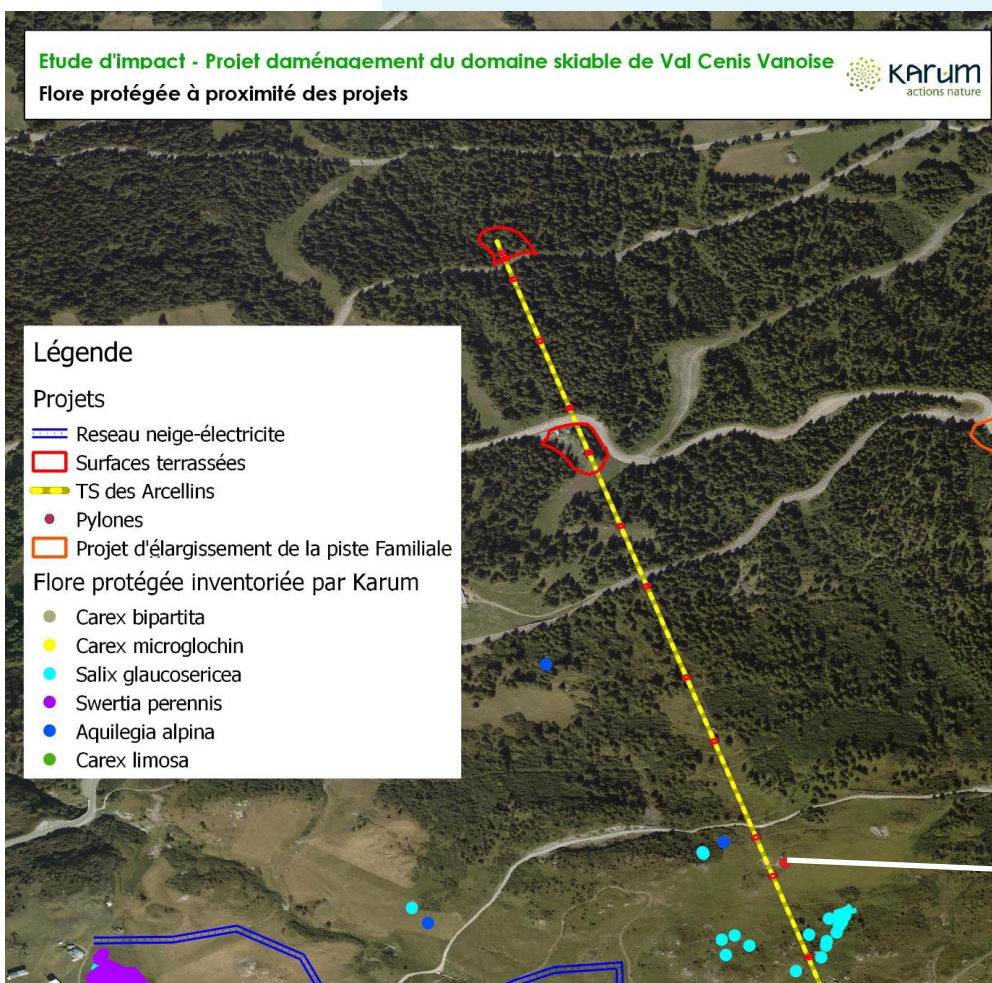 Etude d'impact - Projet daménagement du domaine skiable de Val Cenis Vanoise
Flore protégée à proximité des projets
KARUM
actions nature
Légende
Projets
Reseau neige-électricite
Surfaces terrassées
TS des Arcellins
Pylones
Projet d'élargissement de la piste Familiale
Flore protégée inventoriée par Karum
Carex bipartita
Carex microglochin
Salix glaucosericea
Swertia perennis
Aquilegia alpina
Carex limosa